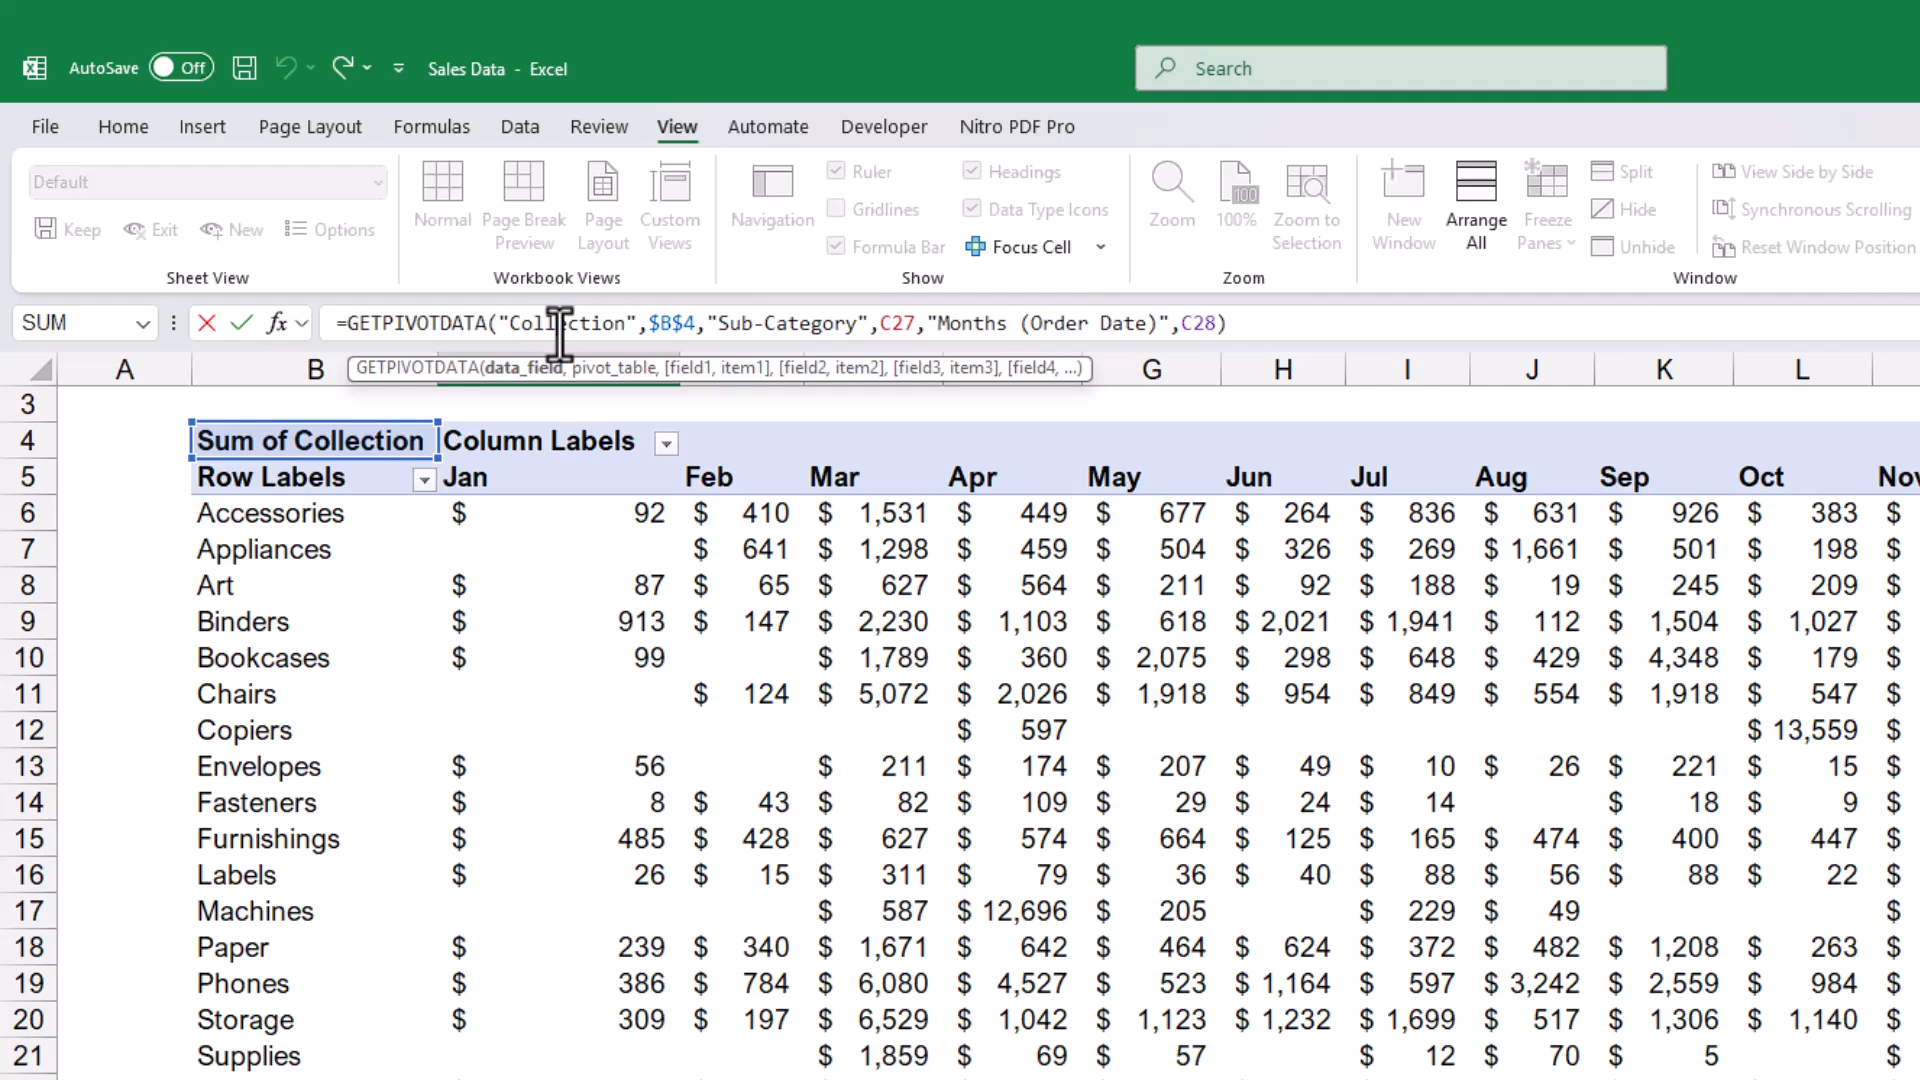 AutoSave Off Sales Data - Excel Search
File Home Insert Page Layout Formulas Data Review View Automate Developer Nitro PDF Pro
Default
Keep Exit New Options
Sheet View
Normal Page Break Preview Page Layout Custom Views
Workbook Views
Navigation
Ruler Headings
Gridlines Data Type Icons
Formula Bar Focus Cell
Show
Zoom 100% Zoom to Selection
Zoom
New Window Arrange All Freeze Panes
Split View Side by Side
Hide Synchronous Scrolling
Unhide Reset Window Position
Window
SUM fx =GETPIVOTDATA("Collection",$B$4,"Sub-Category",C27,"Months (Order Date)",C28)
GETPIVOTDATA(data_field, pivot_table, [field1, item1], [field2, item2], [field3, item3], [field4, ...)
A B G H I J K L
3
4 Sum of Collection Column Labels
5 Row Labels Jan Feb Mar Apr May Jun Jul Aug Sep Oct Nov
6 Accessories $ 92 $ 410 $ 1,531 $ 449 $ 677 $ 264 $ 836 $ 631 $ 926 $ 383 $
7 Appliances $ 641 $ 1,298 $ 459 $ 504 $ 326 $ 269 $ 1,661 $ 501 $ 198 $
8 Art $ 87 $ 65 $ 627 $ 564 $ 211 $ 92 $ 188 $ 19 $ 245 $ 209 $
9 Binders $ 913 $ 147 $ 2,230 $ 1,103 $ 618 $ 2,021 $ 1,941 $ 112 $ 1,504 $ 1,027 $
10 Bookcases $ 99 $ 1,789 $ 360 $ 2,075 $ 298 $ 648 $ 429 $ 4,348 $ 179 $
11 Chairs $ 124 $ 5,072 $ 2,026 $ 1,918 $ 954 $ 849 $ 554 $ 1,918 $ 547 $
12 Copiers $ 597 $ 13,559 $
13 Envelopes $ 56 $ 211 $ 174 $ 207 $ 49 $ 10 $ 26 $ 221 $ 15 $
14 Fasteners $ 8 $ 43 $ 82 $ 109 $ 29 $ 24 $ 14 $ 18 $ 9 $
15 Furnishings $ 485 $ 428 $ 627 $ 574 $ 664 $ 125 $ 165 $ 474 $ 400 $ 447 $
16 Labels $ 26 $ 15 $ 311 $ 79 $ 36 $ 40 $ 88 $ 56 $ 88 $ 22 $
17 Machines $ 587 $ 12,696 $ 205 $ 229 $ 49 $
18 Paper $ 239 $ 340 $ 1,671 $ 642 $ 464 $ 624 $ 372 $ 482 $ 1,208 $ 263 $
19 Phones $ 386 $ 784 $ 6,080 $ 4,527 $ 523 $ 1,164 $ 597 $ 3,242 $ 2,559 $ 984 $
20 Storage $ 309 $ 197 $ 6,529 $ 1,042 $ 1,123 $ 1,232 $ 1,699 $ 517 $ 1,306 $ 1,140 $
21 Supplies $ 1,859 $ 69 $ 57 $ 12 $ 70 $ 5 $